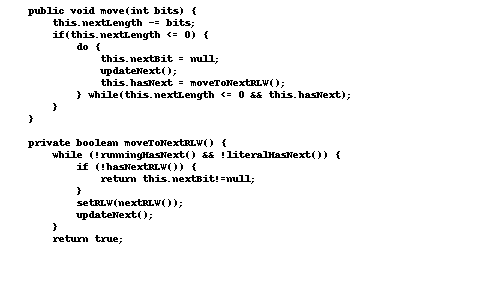 public void move(int bits) {
this.nextLength -= bits;
if(this.nextLength <= 0) {
do {
this.nextBit = null;
updateNext();
this.hasNext = moveToNextRLW();
} while(this.nextLength <= 0 && this.hasNext);
}
}
private boolean moveToNextRLW() {
while (!runningHasNext() && !literalHasNext()) {
if (!hasNextRLW()) {
return this.nextBit!=null;
}
setRLW(nextRLW());
updateNext();
}
return true;